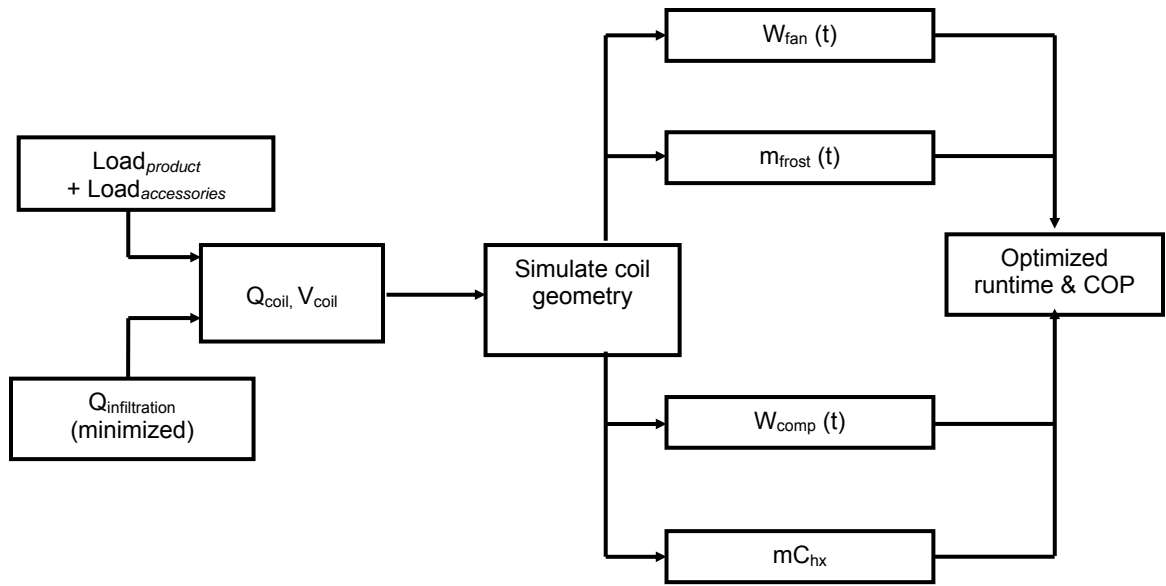 W_fan (t)
m_frost (t)
Load_product
+ Load_accessories
Q_coil, V_coil
Simulate coil
geometry
Optimized
runtime & COP
Q_infiltration
(minimized)
W_comp (t)
mC_hx